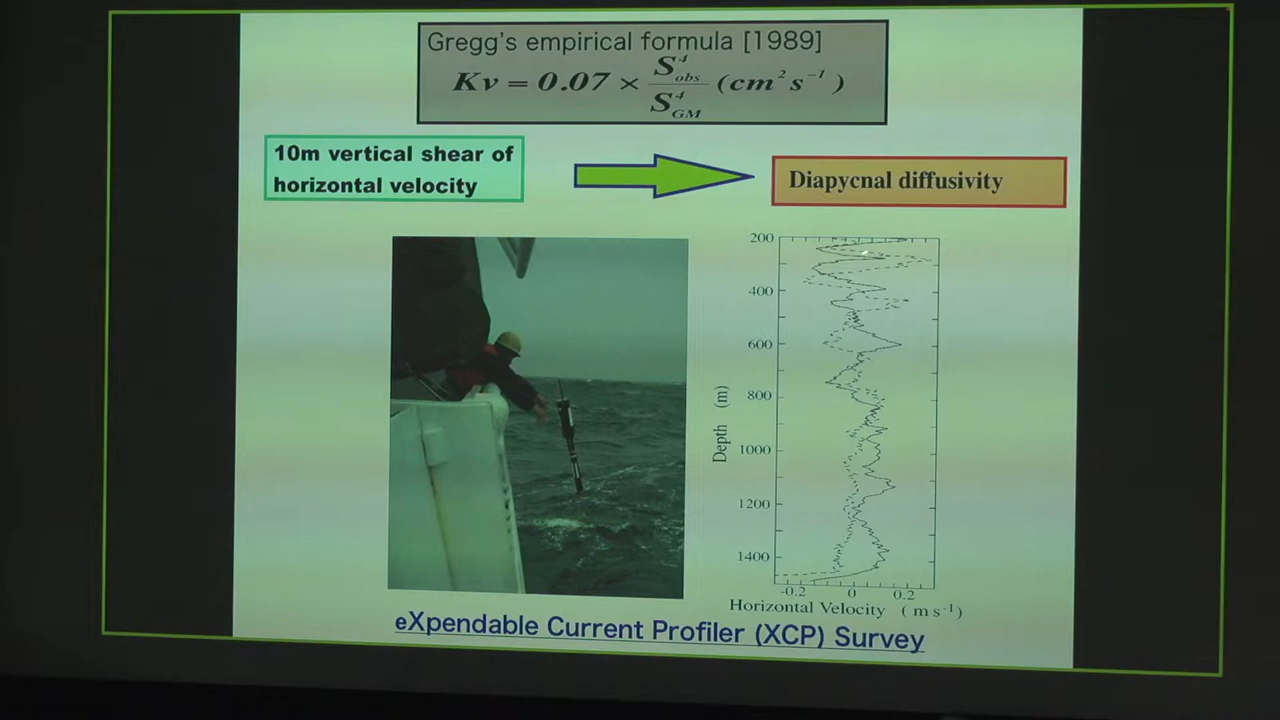 Gregg's empirical formula [1989]
Kv = 0.07 × S⁴obs / S⁴GM (cm² s⁻¹)
10m vertical shear of
horizontal velocity
Diapycnal diffusivity
200
400
600
800
1000
1200
1400
Depth (m)
-0.2 0 0.2
Horizontal Velocity ( m s⁻¹)
eXpendable Current Profiler (XCP) Survey